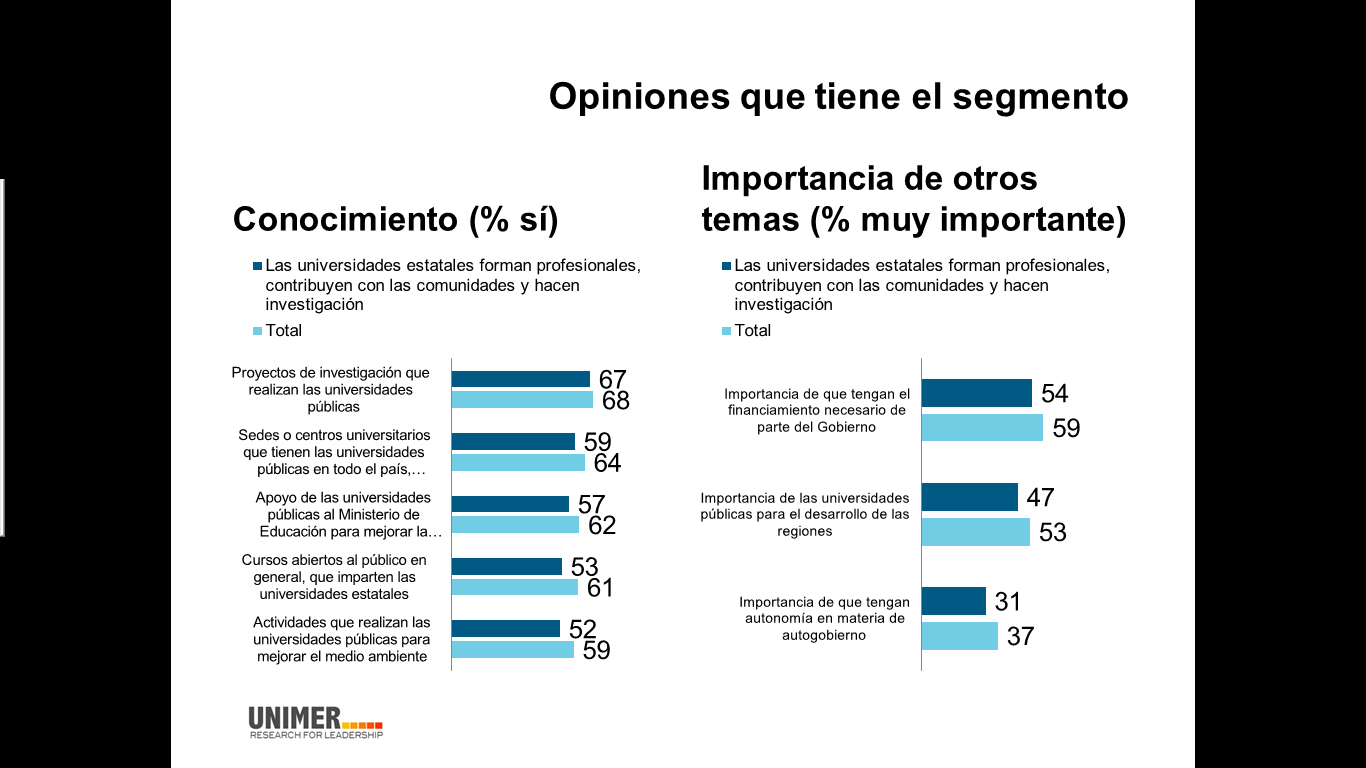 Opiniones que tiene el segmento
Conocimiento (% sí)
Las universidades estatales forman profesionales,
contribuyen con las comunidades y hacen
investigación
Total
Proyectos de investigación que
realizan las universidades
públicas
67
68
Sedes o centros universitarios
que tienen las universidades
públicas en todo el país,…
59
64
Apoyo de las universidades
públicas al Ministerio de
Educación para mejorar la…
57
62
Cursos abiertos al público en
general, que imparten las
universidades estatales
53
61
Actividades que realizan las
universidades públicas para
mejorar el medio ambiente
52
59
Importancia de otros
temas (% muy importante)
Las universidades estatales forman profesionales,
contribuyen con las comunidades y hacen
investigación
Total
Importancia de que tengan el
financiamiento necesario de
parte del Gobierno
54
59
Importancia de las universidades
públicas para el desarrollo de las
regiones
47
53
Importancia de que tengan
autonomía en materia de
autogobierno
31
37
UNIMER
RESEARCH FOR LEADERSHIP